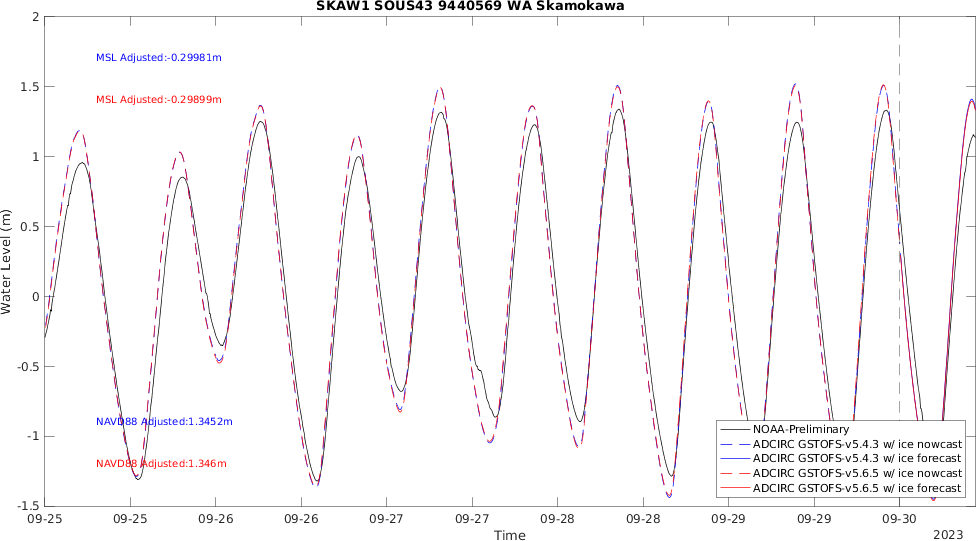 SKAW1 SOUS43 9440569 WA Skamokawa
2
1.5
1
0.5
0
-0.5
-1
-1.5
Water Level (m)
MSL Adjusted:-0.29981m
MSL Adjusted:-0.29899m
NAVD88 Adjusted:1.3452m
NAVD88 Adjusted:1.346m
NOAA-Preliminary
ADCIRC GSTOFS-v5.4.3 w/ ice nowcast
ADCIRC GSTOFS-v5.4.3 w/ ice forecast
ADCIRC GSTOFS-v5.6.5 w/ ice nowcast
ADCIRC GSTOFS-v5.6.5 w/ ice forecast
09-25 09-25 09-26 09-26 09-27 09-27 09-28 09-28 09-29 09-29 09-30
Time
2023